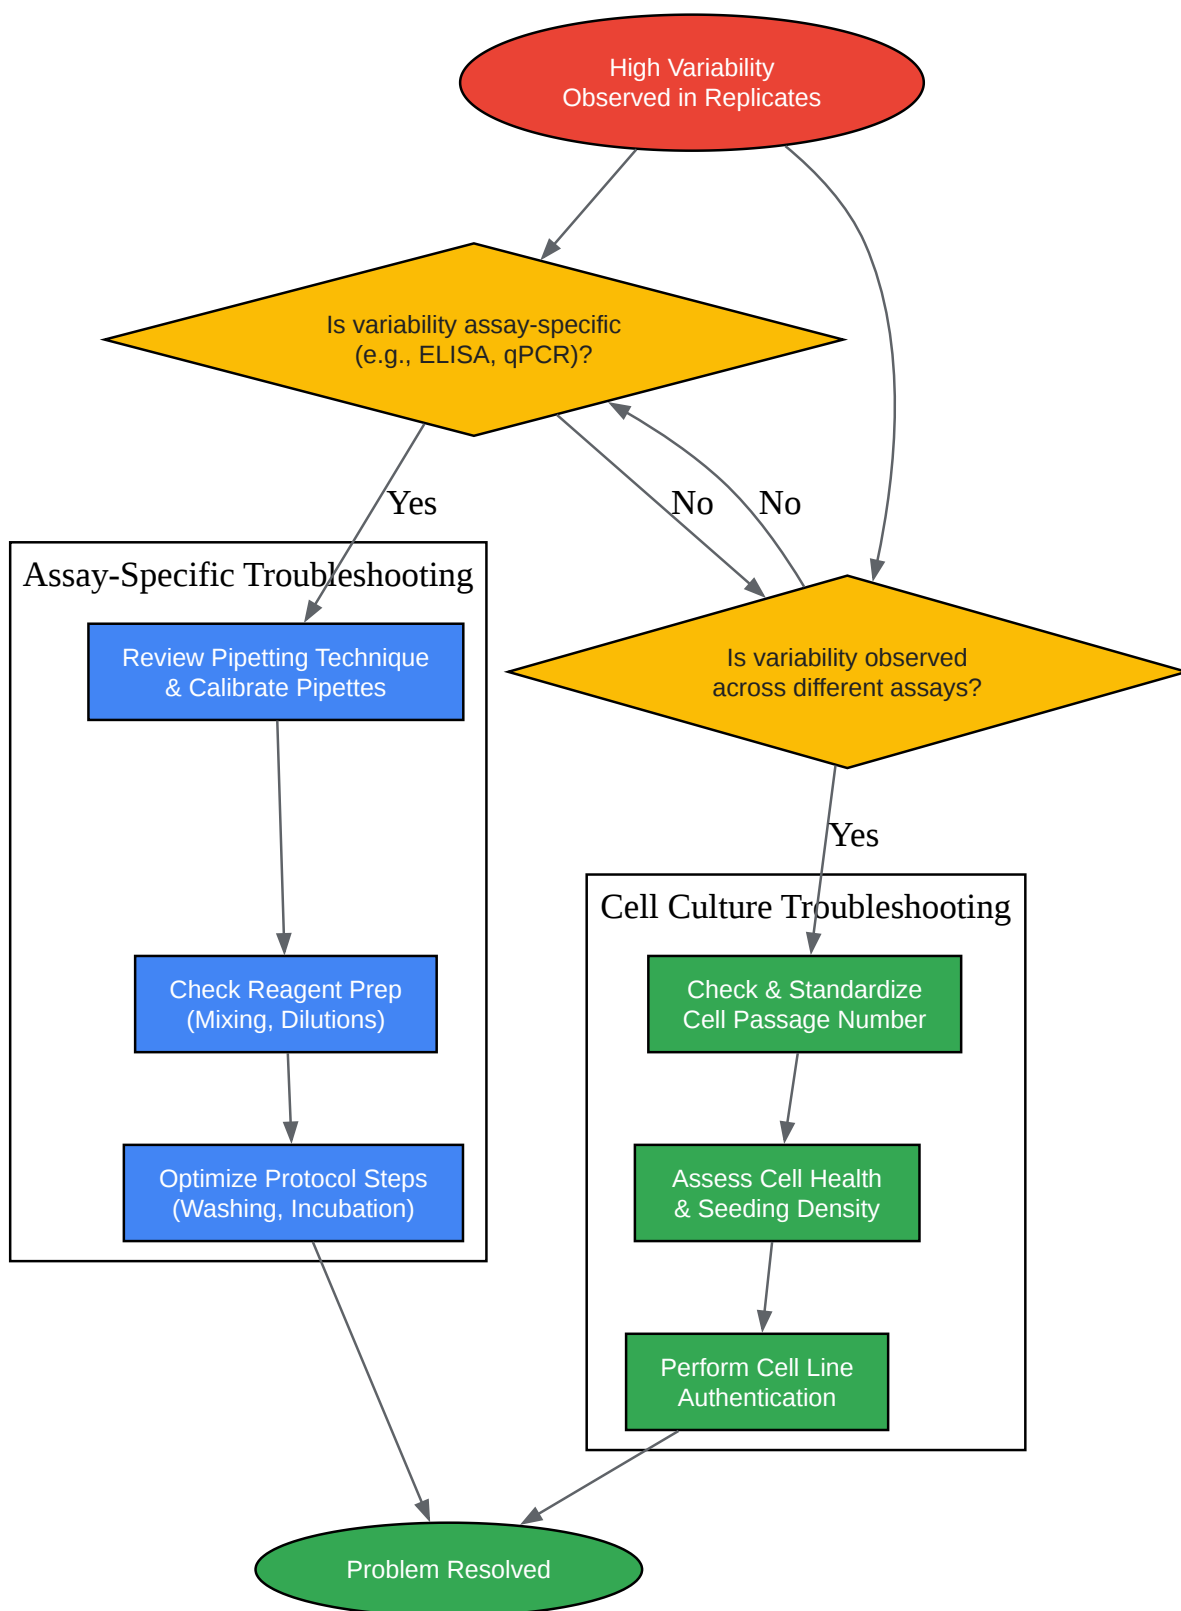 High Variability
Observed in Replicates
Is variability assay-specific
(e.g., ELISA, qPCR)?
Yes
No
No
Assay-Specific Troubleshooting
Review Pipetting Technique
& Calibrate Pipettes
Is variability observed
across different assays?
Yes
Cell Culture Troubleshooting
Check Reagent Prep
(Mixing, Dilutions)
Check & Standardize
Cell Passage Number
Optimize Protocol Steps
(Washing, Incubation)
Assess Cell Health
& Seeding Density
Perform Cell Line
Authentication
Problem Resolved